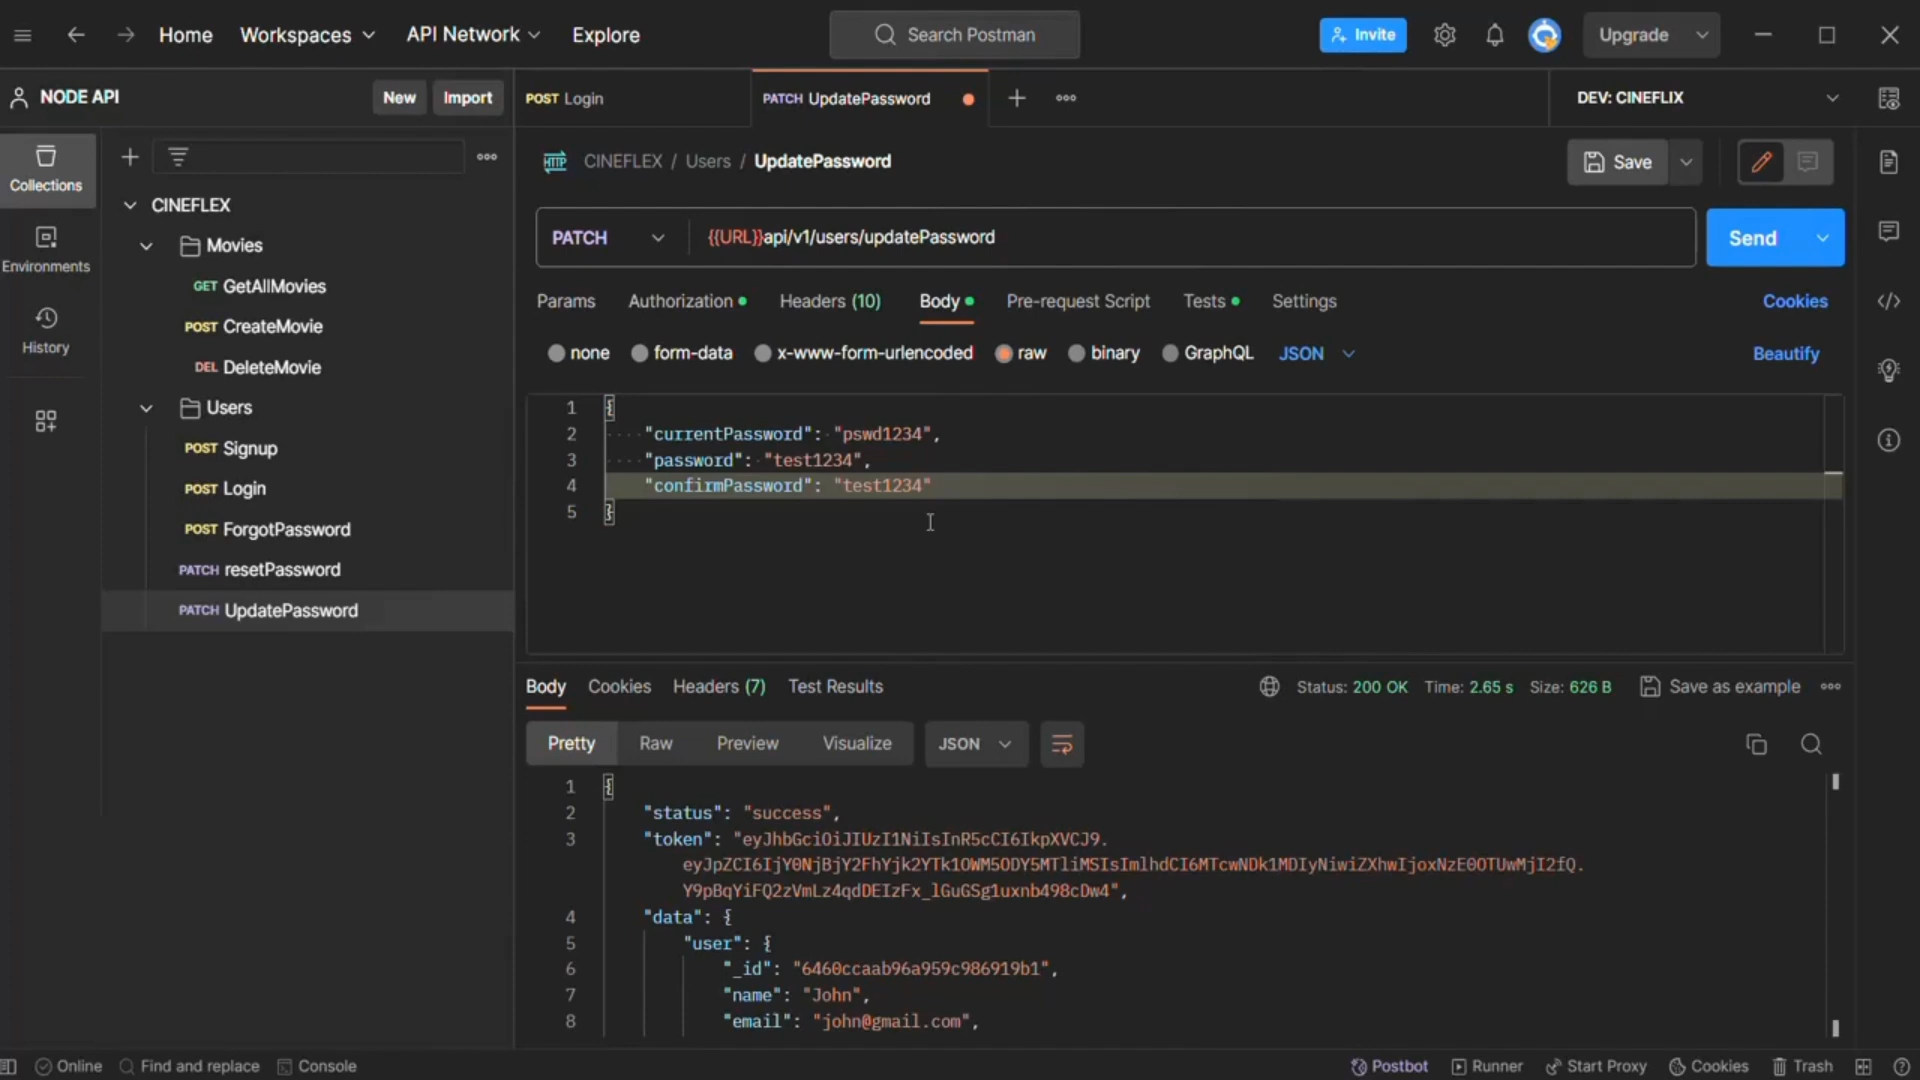 Home Workspaces API Network Explore Search Postman Invite Upgrade
NODE API New Import POST Login PATCH UpdatePassword DEV: CINEFLIX
Collections
Environments
History
CINEFLEX
Movies
GET GetAllMovies
POST CreateMovie
DEL DeleteMovie
Users
POST Signup
POST Login
POST ForgotPassword
PATCH resetPassword
PATCH UpdatePassword
HTTP CINEFLEX / Users / UpdatePassword Save
PATCH {{URL}}api/v1/users/updatePassword Send
Params Authorization Headers (10) Body Pre-request Script Tests Settings Cookies
none form-data x-www-form-urlencoded raw binary GraphQL JSON Beautify
1 {
2 "currentPassword": "pswd1234",
3 "password": "test1234",
4 "confirmPassword": "test1234"
5 }
Body Cookies Headers (7) Test Results Status: 200 OK Time: 2.65 s Size: 626 B Save as example
Pretty Raw Preview Visualize JSON
1 {
2 "status": "success",
3 "token": "eyJhbGciOiJIUzI1NiIsInR5cCI6IkpXVCJ9.
eyJpZCI6IjY0NjBjY2FhYjk2YTk1OWM5ODY5MTliMSIsImlhdCI6MTcwNDk1MDIyNiwiZXhwIjoxNzE0OTUwMjI2fQ.
Y9pBqYiFQ2zVmLz4qdDEIzFx_lGuGSg1uxnb498cDw4",
4 "data": {
5 "user": {
6 "_id": "6460ccaab96a959c986919b1",
7 "name": "John",
8 "email": "john@gmail.com",
Online Find and replace Console Postbot Runner Start Proxy Cookies Trash